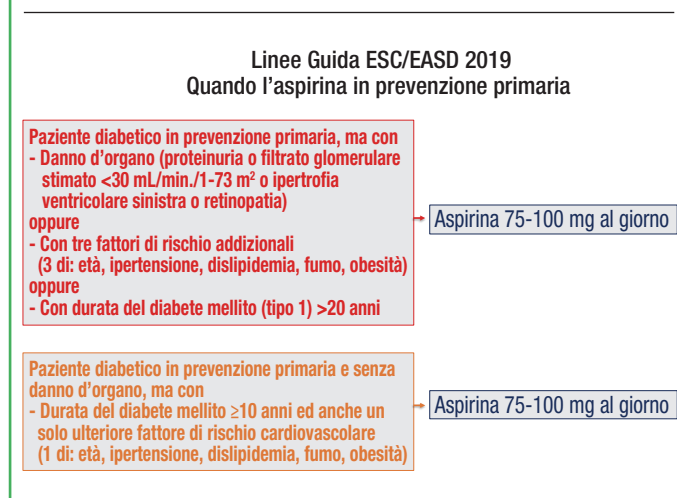 Linee Guida ESC/EASD 2019
Quando l’aspirina in prevenzione primaria
Paziente diabetico in prevenzione primaria, ma con
- Danno d’organo (proteinuria o filtrato glomerulare
stimato <30 mL/min./1-73 m² o ipertrofia
ventricolare sinistra o retinopatia)
oppure
- Con tre fattori di rischio addizionali
(3 di: età, ipertensione, dislipidemia, fumo, obesità)
oppure
- Con durata del diabete mellito (tipo 1) >20 anni
Aspirina 75-100 mg al giorno
Paziente diabetico in prevenzione primaria e senza
danno d’organo, ma con
- Durata del diabete mellito ≥10 anni ed anche un
solo ulteriore fattore di rischio cardiovascolare
(1 di: età, ipertensione, dislipidemia, fumo, obesità)
Aspirina 75-100 mg al giorno